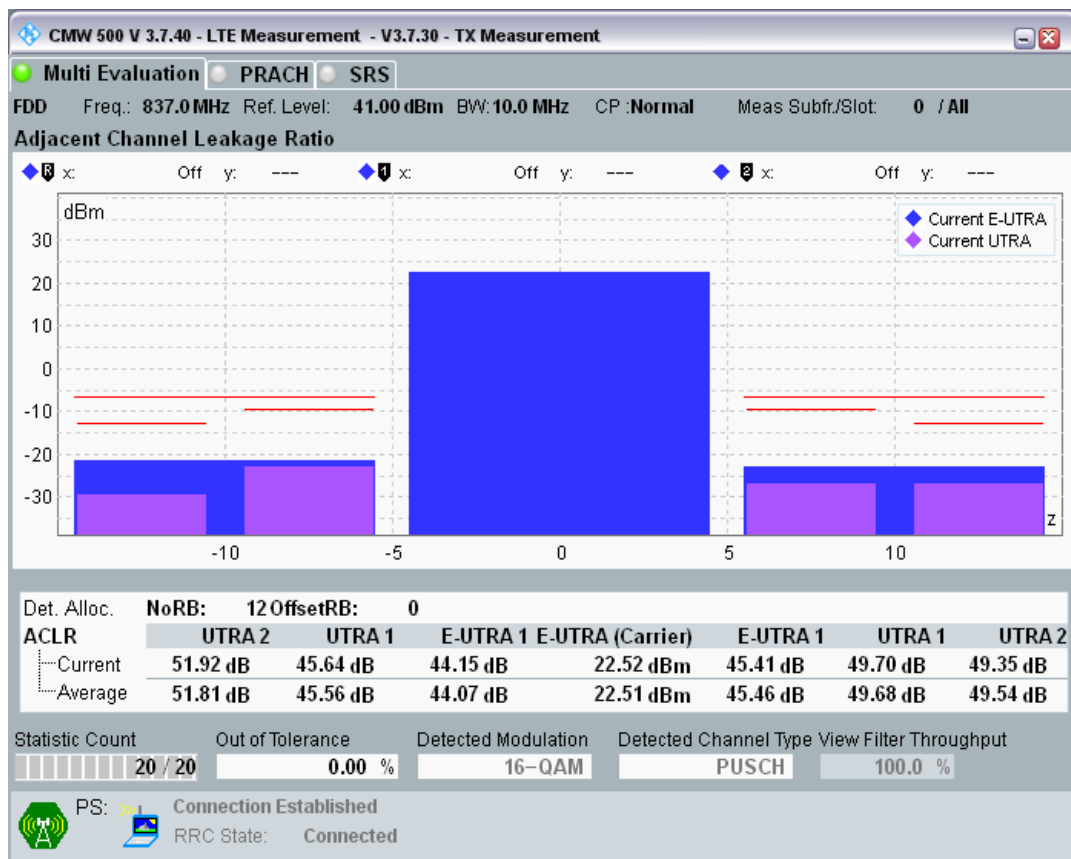 CMW 500 V 3.7.40 - LTE Measurement - V3.7.30 - TX Measurement
Multi Evaluation PRACH SRS
FDD Freq.: 837.0 MHz Ref. Level: 41.00 dBm BW: 10.0 MHz CP :Normal Meas Subfr./Slot: 0 / All
Adjacent Channel Leakage Ratio
R x: Off y: --- 1 x: Off y: --- 2 x: Off y: ---
dBm
Current E-UTRA
Current UTRA
30
20
10
0
-10
-20
-30
z
-10 -5 0 5 10
Det. Alloc. NoRB: 12 OffsetRB: 0
ACLR UTRA 2 UTRA 1 E-UTRA 1 E-UTRA (Carrier) E-UTRA 1 UTRA 1 UTRA 2
Current 51.92 dB 45.64 dB 44.15 dB 22.52 dBm 45.41 dB 49.70 dB 49.35 dB
Average 51.81 dB 45.56 dB 44.07 dB 22.51 dBm 45.46 dB 49.68 dB 49.54 dB
Statistic Count Out of Tolerance Detected Modulation Detected Channel Type View Filter Throughput
20 / 20 0.00 % 16-QAM PUSCH 100.0 %
PS: Connection Established
RRC State: Connected